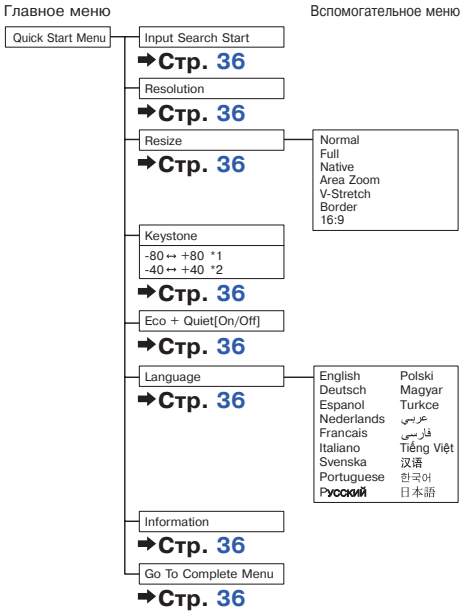 Главное меню
Вспомогательное меню
Quick Start Menu
Input Search Start
➡Стр. 36
Resolution
➡Стр. 36
Resize
➡Стр. 36
Normal
Full
Native
Area Zoom
V-Stretch
Border
16:9
Keystone
-80↔ +80 *1
-40↔ +40 *2
➡Стр. 36
Eco + Quiet[On/Off]
➡Стр. 36
Language
➡Стр. 36
English Polski
Deutsch Magyar
Espanol Turkce
Nederlands عربي
Francais فارسی
Italiano Tiếng Việt
Svenska 汉语
Portuguese 한국어
Русский 日本語
Information
➡Стр. 36
Go To Complete Menu
➡Стр. 36